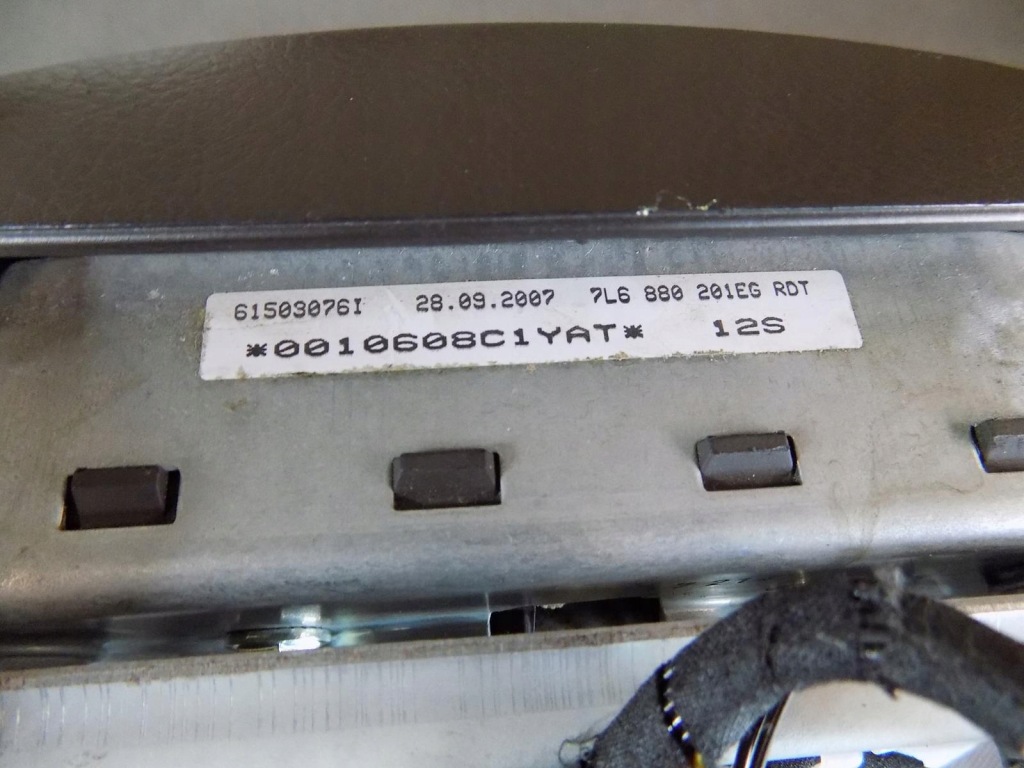 61503076I 28.09.2007 7L6 880 201EG RDT
*0010608C1YAT* 12S